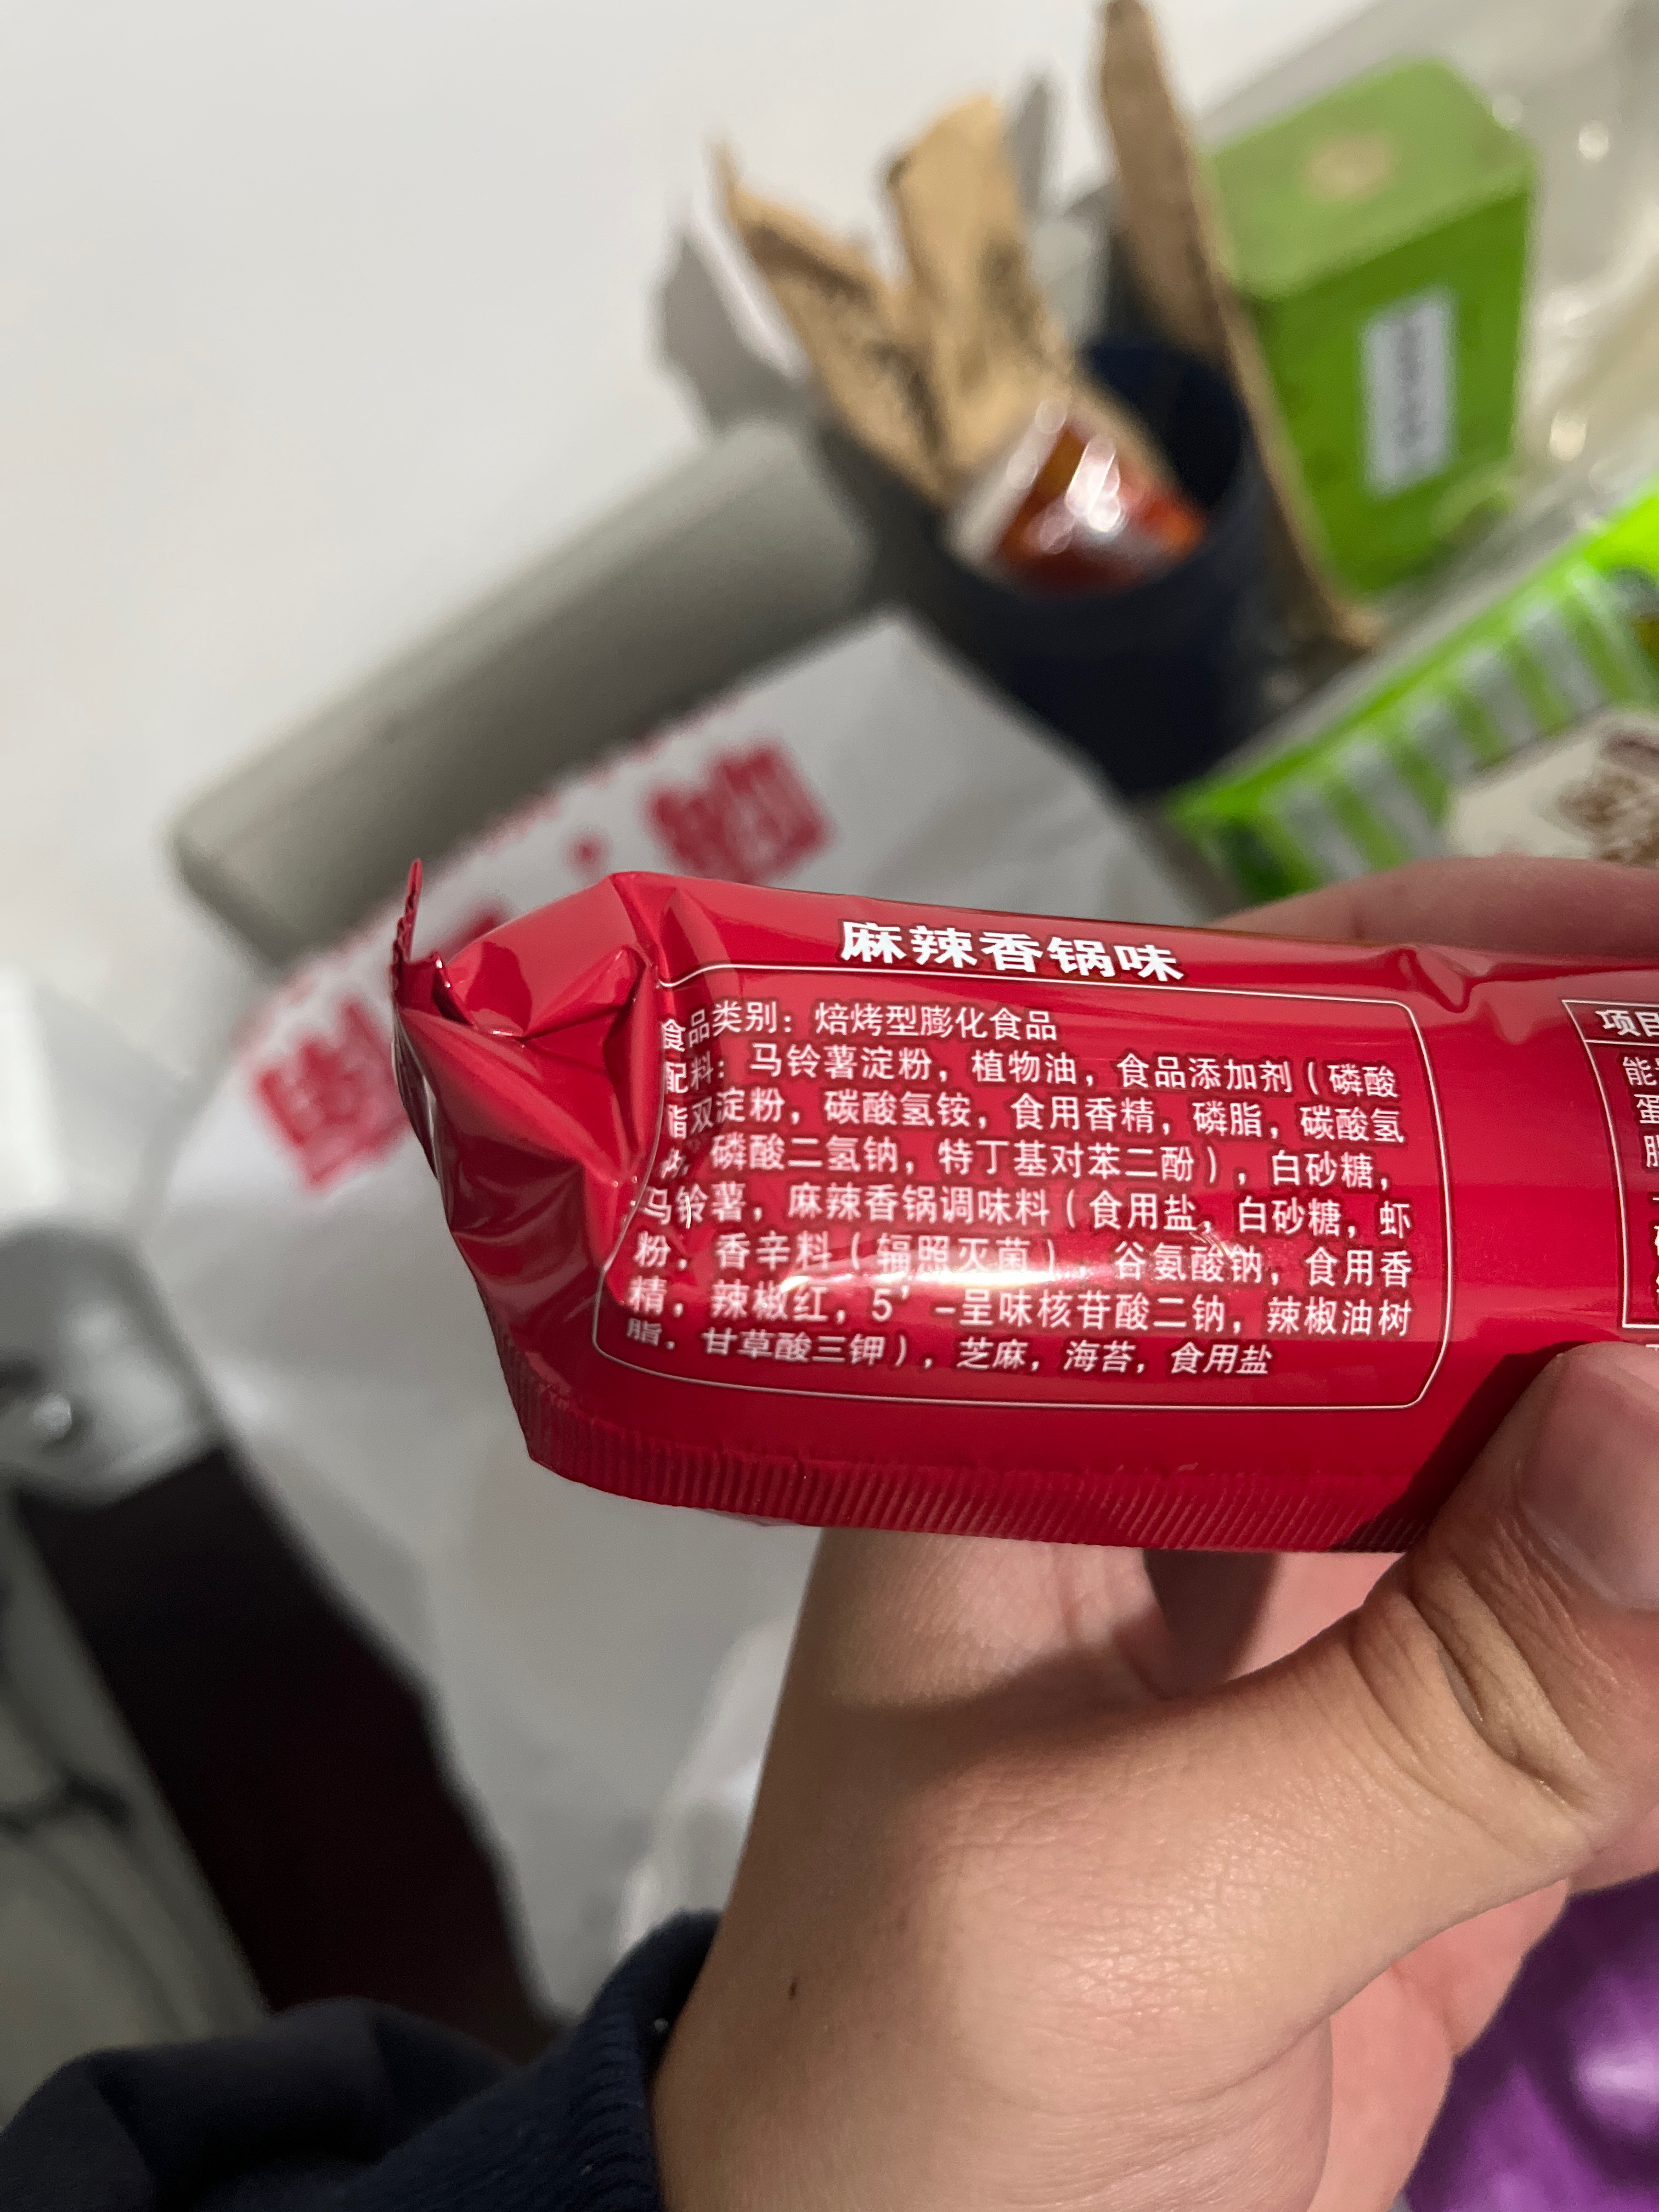 麻辣香锅味
食品类别：焙烤型膨化食品
配料：马铃薯淀粉，植物油，食品添加剂（磷酸
脂双淀粉，碳酸氢铵，食用香精，磷脂，碳酸氢
钠，磷酸二氢钠，特丁基对苯二酚），白砂糖，
马铃薯，麻辣香锅调味料（食用盐，白砂糖，虾
粉，香辛料（辐照灭菌），谷氨酸钠，食用香
精，辣椒红，5’-呈味核苷酸二钠，辣椒油树
脂，甘草酸三钾），芝麻，海苔，食用盐
项目
能
蛋